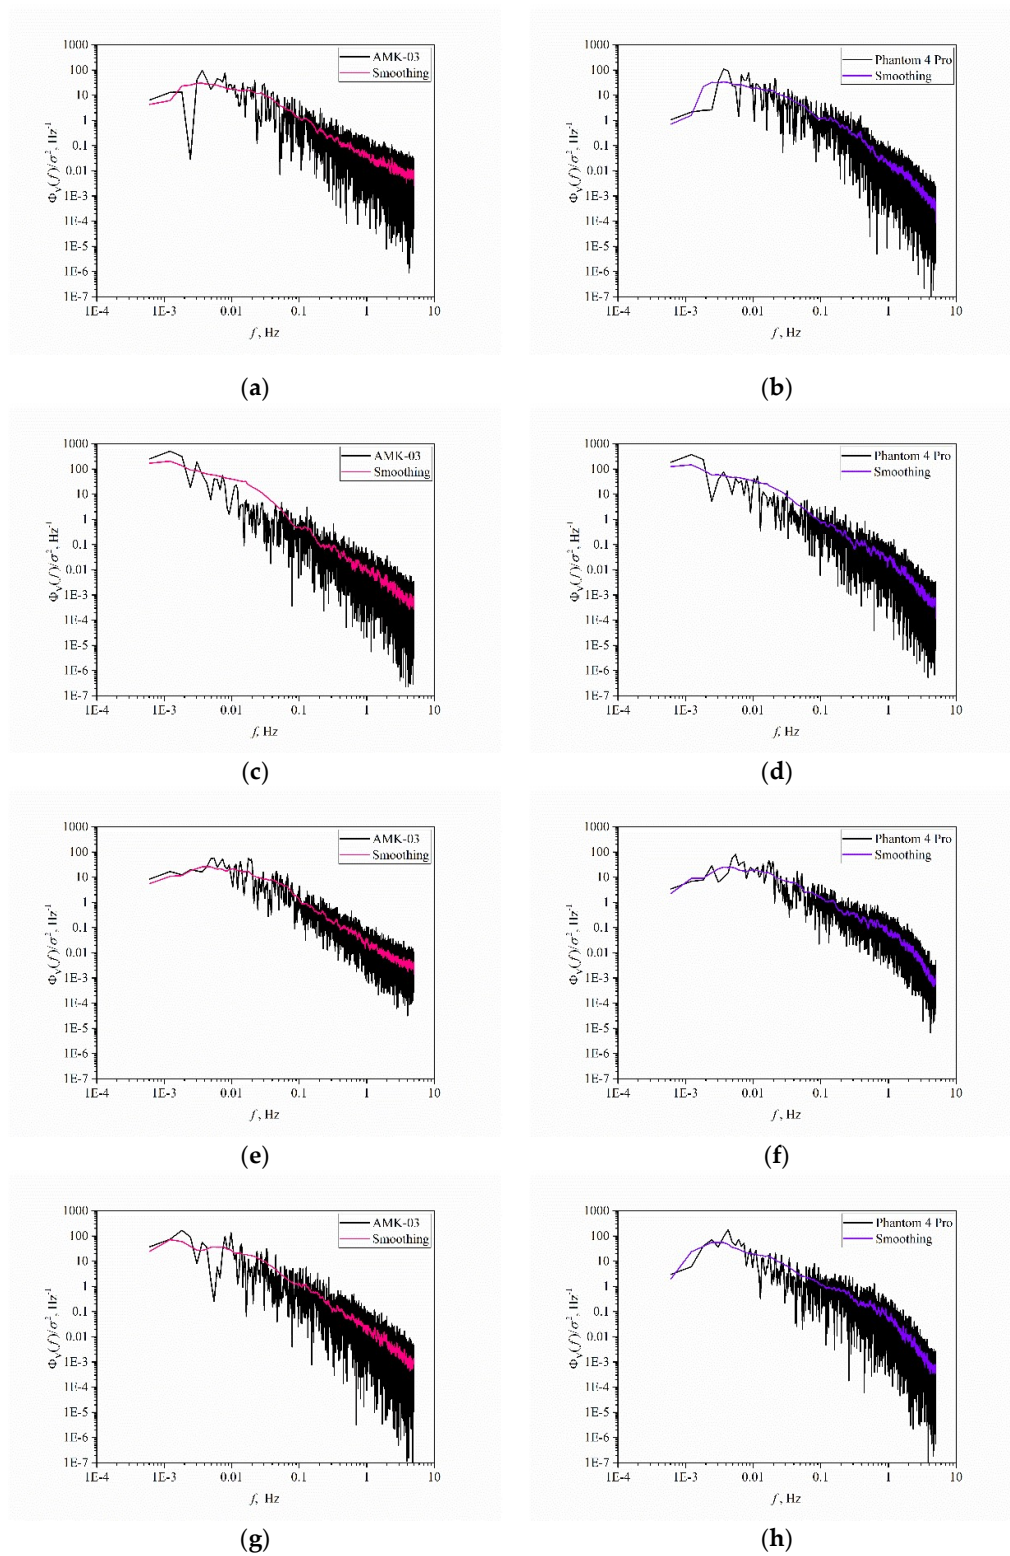 1000
100
10
1
0.1
0.01
1E-3
1E-4
1E-5
1E-6
1E-7
Φᵥ(f)/σ², Hz⁻¹
AMK-03
Smoothing
1E-4 1E-3 0.01 0.1 1 10
f, Hz
(a)
1000
100
10
1
0.1
0.01
1E-3
1E-4
1E-5
1E-6
1E-7
Φᵥ(f)/σ², Hz⁻¹
Phantom 4 Pro
Smoothing
1E-4 1E-3 0.01 0.1 1 10
f, Hz
(b)
1000
100
10
1
0.1
0.01
1E-3
1E-4
1E-5
1E-6
1E-7
Φᵥ(f)/σ², Hz⁻¹
AMK-03
Smoothing
1E-4 1E-3 0.01 0.1 1 10
f, Hz
(c)
1000
100
10
1
0.1
0.01
1E-3
1E-4
1E-5
1E-6
1E-7
Φᵥ(f)/σ², Hz⁻¹
Phantom 4 Pro
Smoothing
1E-4 1E-3 0.01 0.1 1 10
f, Hz
(d)
1000
100
10
1
0.1
0.01
1E-3
1E-4
1E-5
1E-6
1E-7
Φᵥ(f)/σ², Hz⁻¹
AMK-03
Smoothing
1E-4 1E-3 0.01 0.1 1 10
f, Hz
(e)
1000
100
10
1
0.1
0.01
1E-3
1E-4
1E-5
1E-6
1E-7
Φᵥ(f)/σ², Hz⁻¹
Phantom 4 Pro
Smoothing
1E-4 1E-3 0.01 0.1 1 10
f, Hz
(f)
1000
100
10
1
0.1
0.01
1E-3
1E-4
1E-5
1E-6
1E-7
Φᵥ(f)/σ², Hz⁻¹
AMK-03
Smoothing
1E-4 1E-3 0.01 0.1 1 10
f, Hz
(g)
1000
100
10
1
0.1
0.01
1E-3
1E-4
1E-5
1E-6
1E-7
Φᵥ(f)/σ², Hz⁻¹
Phantom 4 Pro
Smoothing
1E-4 1E-3 0.01 0.1 1 10
f, Hz
(h)